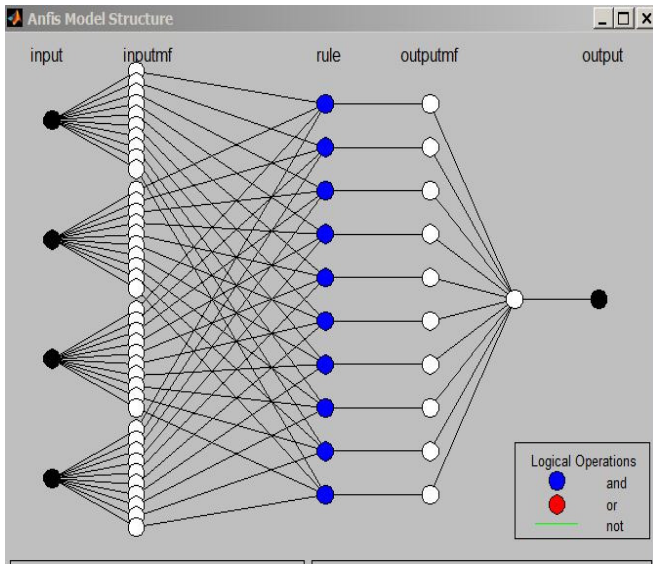 Anfis Model Structure
input inputmf rule outputmf output
Logical Operations
and
or
not